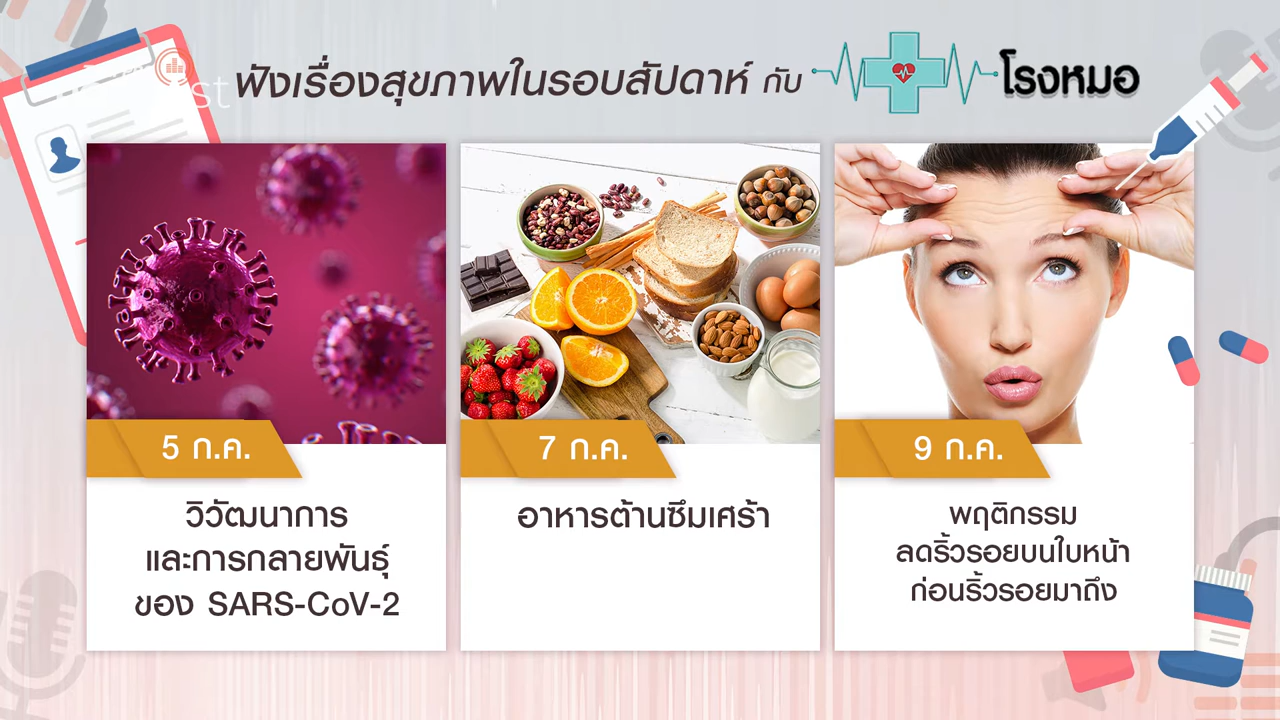 ฟังเรื่องสุขภาพในรอบสัปดาห์ กับ โรงหมอ
5 ก.ค.
วิวัฒนาการ
และการกลายพันธุ์
ของ SARS-CoV-2
7 ก.ค.
อาหารต้านซึมเศร้า
9 ก.ค.
พฤติกรรม
ลดริ้วรอยบนใบหน้า
ก่อนริ้วรอยมาถึง